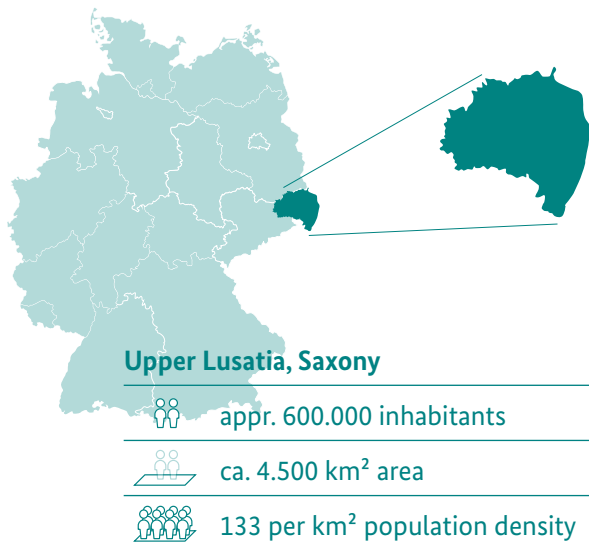 Upper Lusatia, Saxony
appr. 600.000 inhabitants
ca. 4.500 km² area
133 per km² population density